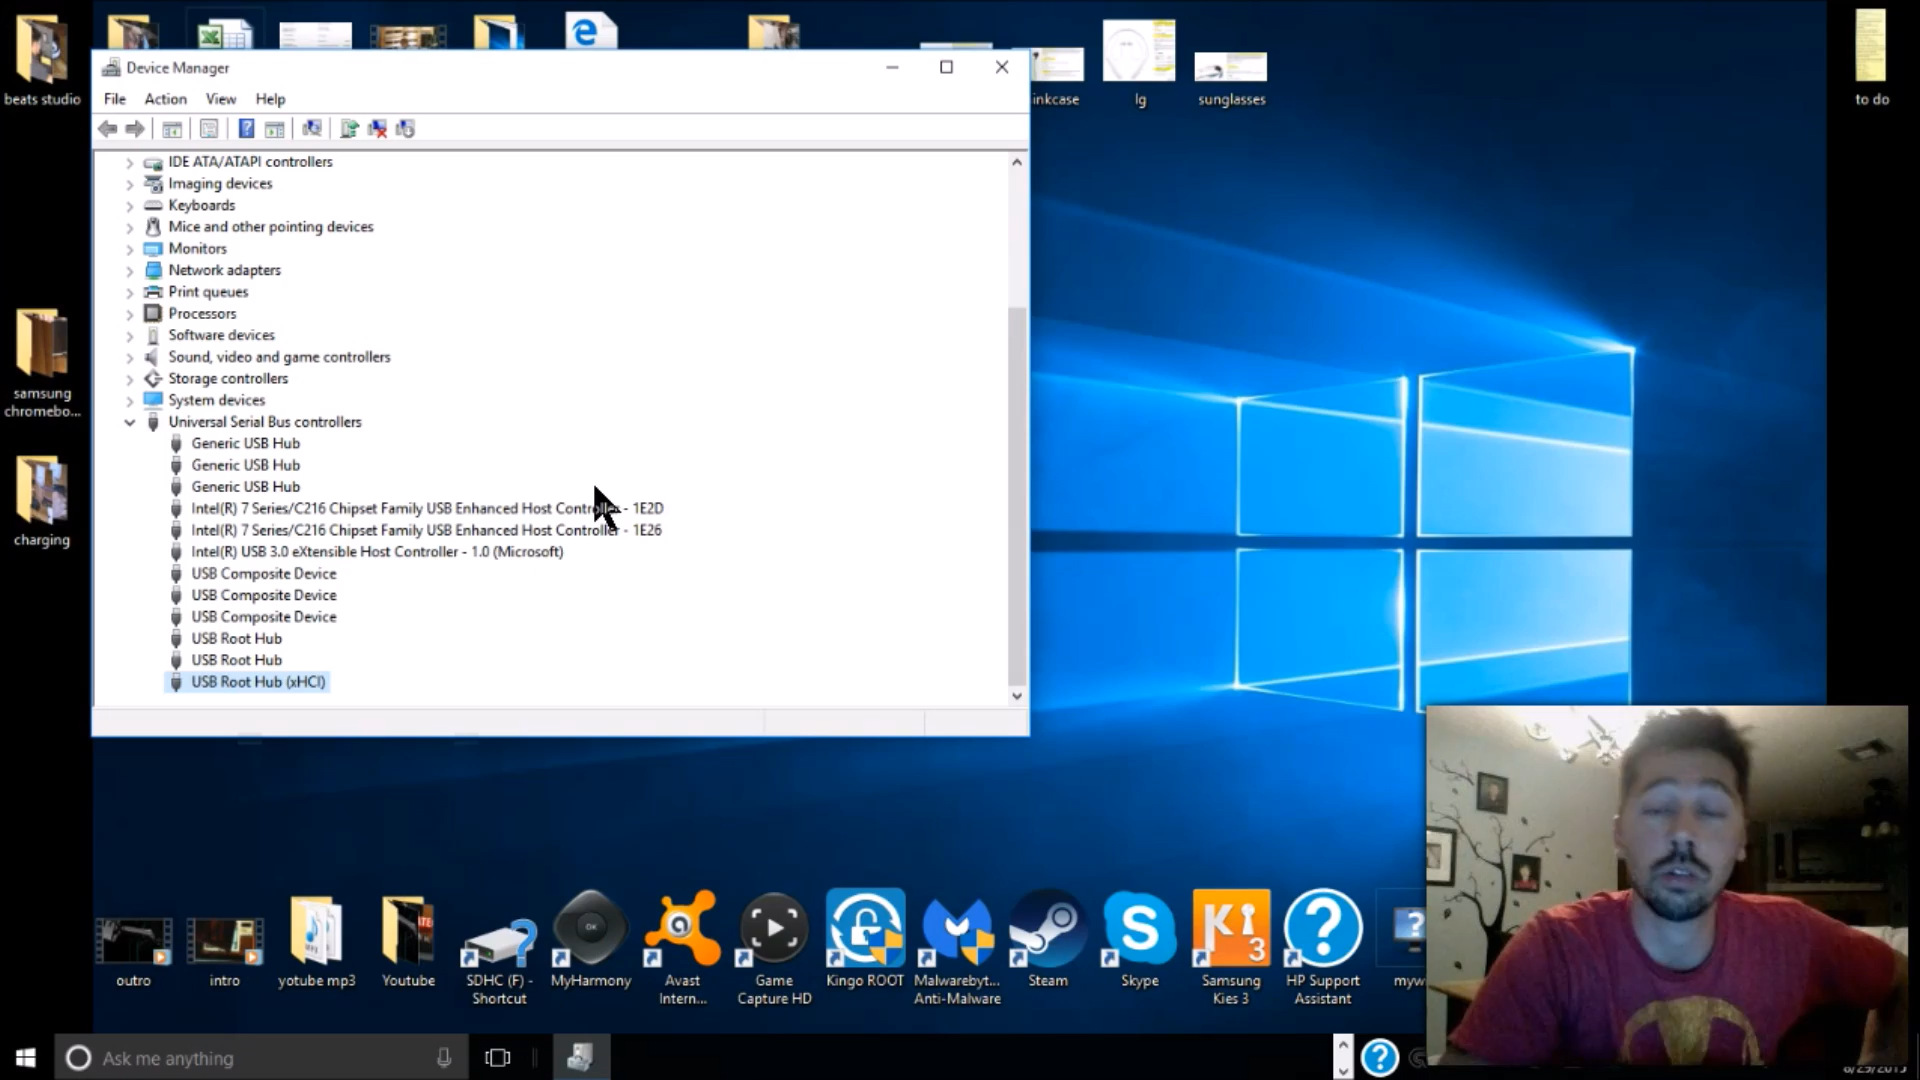 Device Manager
File Action View Help
IDE ATA/ATAPI controllers
Imaging devices
Keyboards
Mice and other pointing devices
Monitors
Network adapters
Print queues
Processors
Software devices
Sound, video and game controllers
Storage controllers
System devices
Universal Serial Bus controllers
Generic USB Hub
Generic USB Hub
Generic USB Hub
Intel(R) 7 Series/C216 Chipset Family USB Enhanced Host Controller - 1E2D
Intel(R) 7 Series/C216 Chipset Family USB Enhanced Host Controller - 1E26
Intel(R) USB 3.0 eXtensible Host Controller - 1.0 (Microsoft)
USB Composite Device
USB Composite Device
USB Composite Device
USB Root Hub
USB Root Hub
USB Root Hub (xHCI)
beats studio
inkcase
lg
sunglasses
to do
samsung
chromebo...
charging
outro
intro
yotube mp3
Youtube
SDHC (F) -
Shortcut
MyHarmony
Avast
Intern...
Game
Capture HD
Kingo ROOT
Malwarebyt...
Anti-Malware
Steam
Skype
Samsung
Kies 3
HP Support
Assistant
myw
Ask me anything